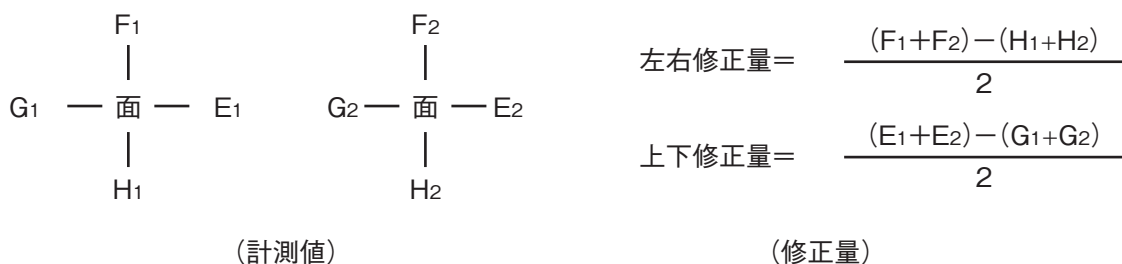 F1 F2
G1 面 E1 G2 面 E2
H1 H2
左右修正量＝ (F1＋F2)－(H1+H2) / 2
上下修正量＝ (E1＋E2)－(G1+G2) / 2
(計測値) (修正量)